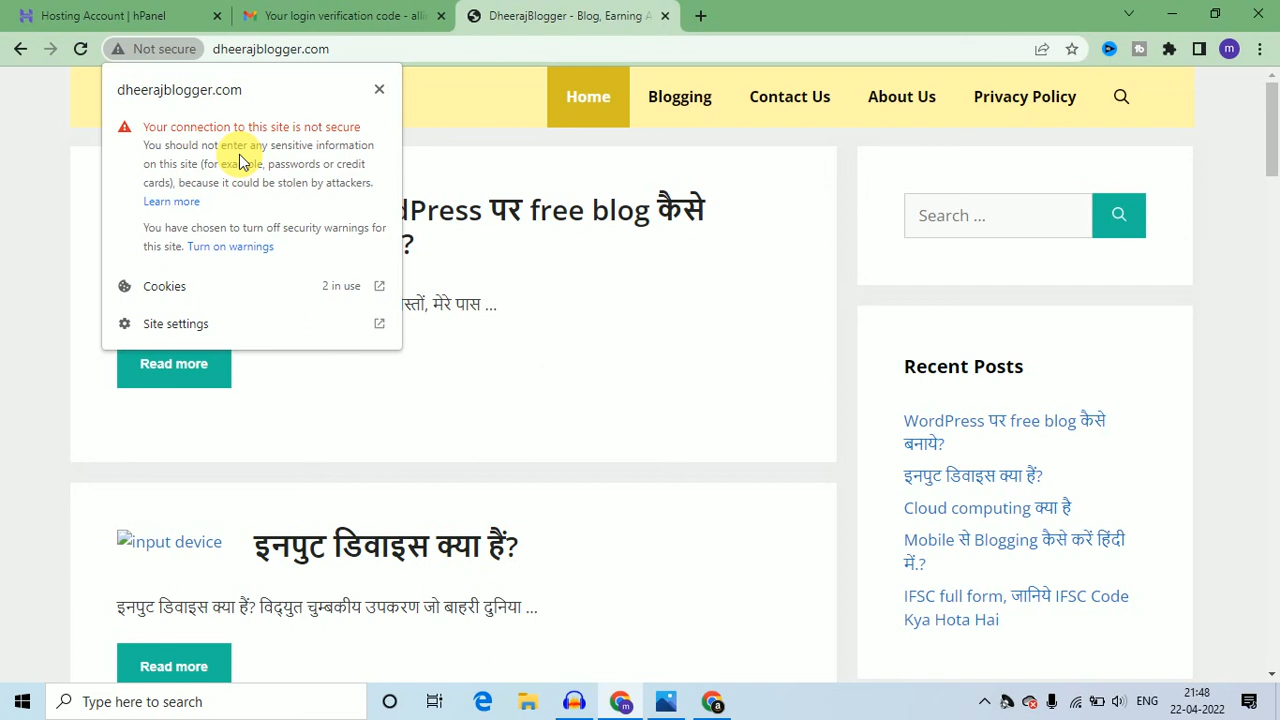 Hosting Account | hPanel
Your login verification code - alin
DheerajBlogger - Blog, Earning A
Not secure
dheerajblogger.com
Home
Blogging
Contact Us
About Us
Privacy Policy
dheerajblogger.com
Your connection to this site is not secure
You should not enter any sensitive information
on this site (for example, passwords or credit
cards), because it could be stolen by attackers.
Learn more
You have chosen to turn off security warnings for
this site. Turn on warnings
Cookies
2 in use
Site settings
dPress पर free blog कैसे
?
स्तों, मेरे पास ...
Read more
input device
इनपुट डिवाइस क्या हैं?
इनपुट डिवाइस क्या हैं? विद्युत चुम्बकीय उपकरण जो बाहरी दुनिया ...
Read more
Search ...
Recent Posts
WordPress पर free blog कैसे
बनाये?
इनपुट डिवाइस क्या हैं?
Cloud computing क्या है
Mobile से Blogging कैसे करें हिंदी
में.?
IFSC full form, जानिये IFSC Code
Kya Hota Hai
Type here to search
ENG
21:48
22-04-2022